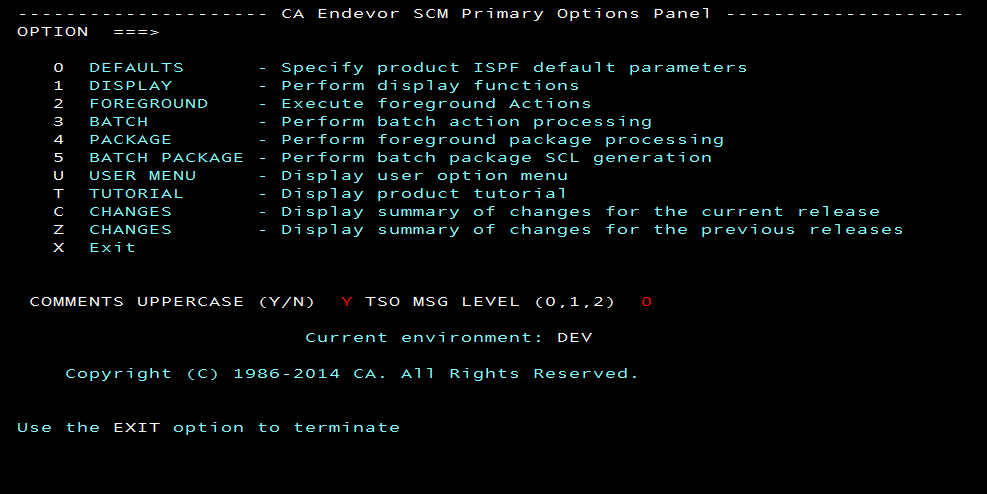 --------------------- CA Endevor SCM Primary Options Panel --------------------
OPTION ===>
0 DEFAULTS - Specify product ISPF default parameters
1 DISPLAY - Perform display functions
2 FOREGROUND - Execute foreground Actions
3 BATCH - Perform batch action processing
4 PACKAGE - Perform foreground package processing
5 BATCH PACKAGE - Perform batch package SCL generation
U USER MENU - Display user option menu
T TUTORIAL - Display product tutorial
C CHANGES - Display summary of changes for the current release
Z CHANGES - Display summary of changes for the previous releases
X Exit
COMMENTS UPPERCASE (Y/N) Y TSO MSG LEVEL (0,1,2) 0
Current environment: DEV
Copyright (C) 1986-2014 CA. All Rights Reserved.
Use the EXIT option to terminate